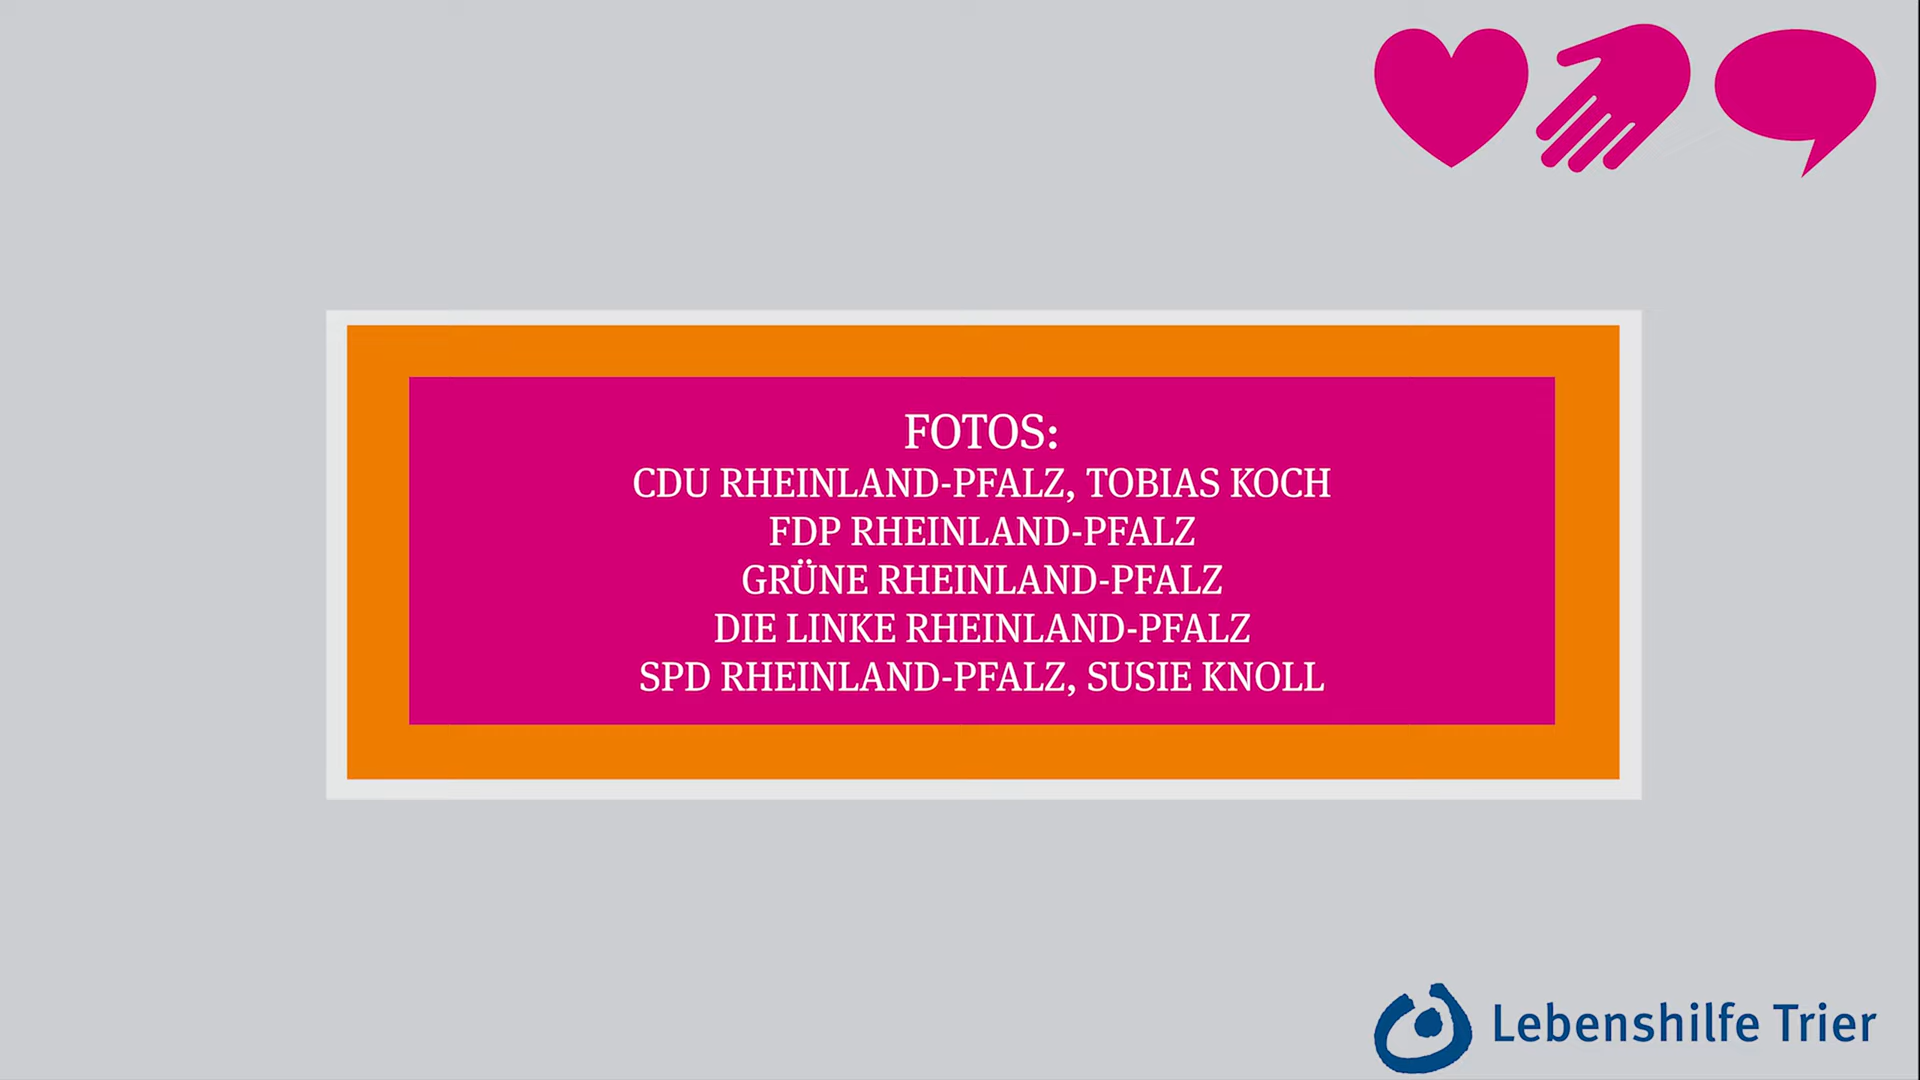 FOTOS:
CDU RHEINLAND-PFALZ, TOBIAS KOCH
FDP RHEINLAND-PFALZ
GRÜNE RHEINLAND-PFALZ
DIE LINKE RHEINLAND-PFALZ
SPD RHEINLAND-PFALZ, SUSIE KNOLL
Lebenshilfe Trier